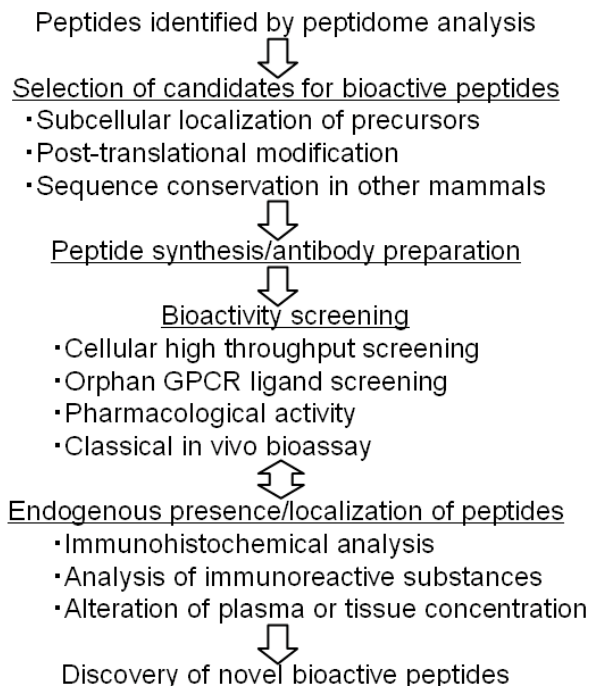 Peptides identified by peptidome analysis
Selection of candidates for bioactive peptides
・Subcellular localization of precursors
・Post-translational modification
・Sequence conservation in other mammals
Peptide synthesis/antibody preparation
Bioactivity screening
・Cellular high throughput screening
・Orphan GPCR ligand screening
・Pharmacological activity
・Classical in vivo bioassay
Endogenous presence/localization of peptides
・Immunohistochemical analysis
・Analysis of immunoreactive substances
・Alteration of plasma or tissue concentration
Discovery of novel bioactive peptides